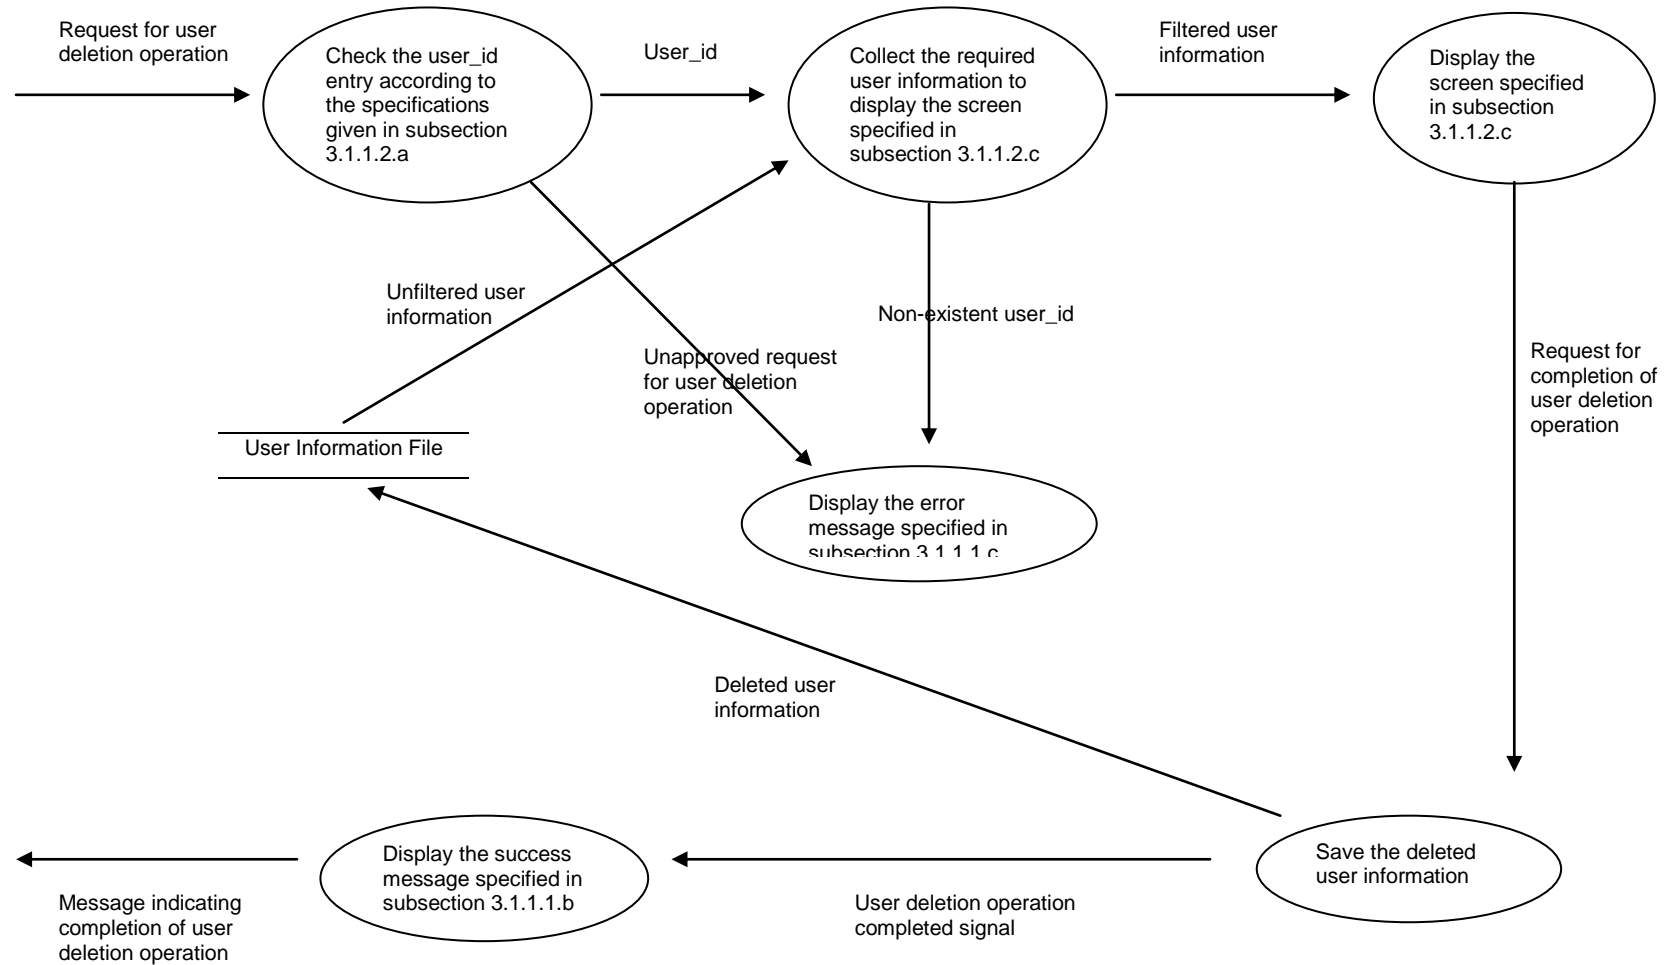 Request for user
deletion operation
Check the user_id
entry according to
the specifications
given in subsection
3.1.1.2.a
User_id
Collect the required
user information to
display the screen
specified in
subsection 3.1.1.2.c
Filtered user
information
Display the
screen specified
in subsection
3.1.1.2.c
Unfiltered user
information
Non-existent user_id
Unapproved request
for user deletion
operation
Request for
completion of
user deletion
operation
User Information File
Display the error
message specified in
subsection 3.1.1.1.c
Deleted user
information
Display the success
message specified in
subsection 3.1.1.1.b
Save the deleted
user information
Message indicating
completion of user
deletion operation
User deletion operation
completed signal